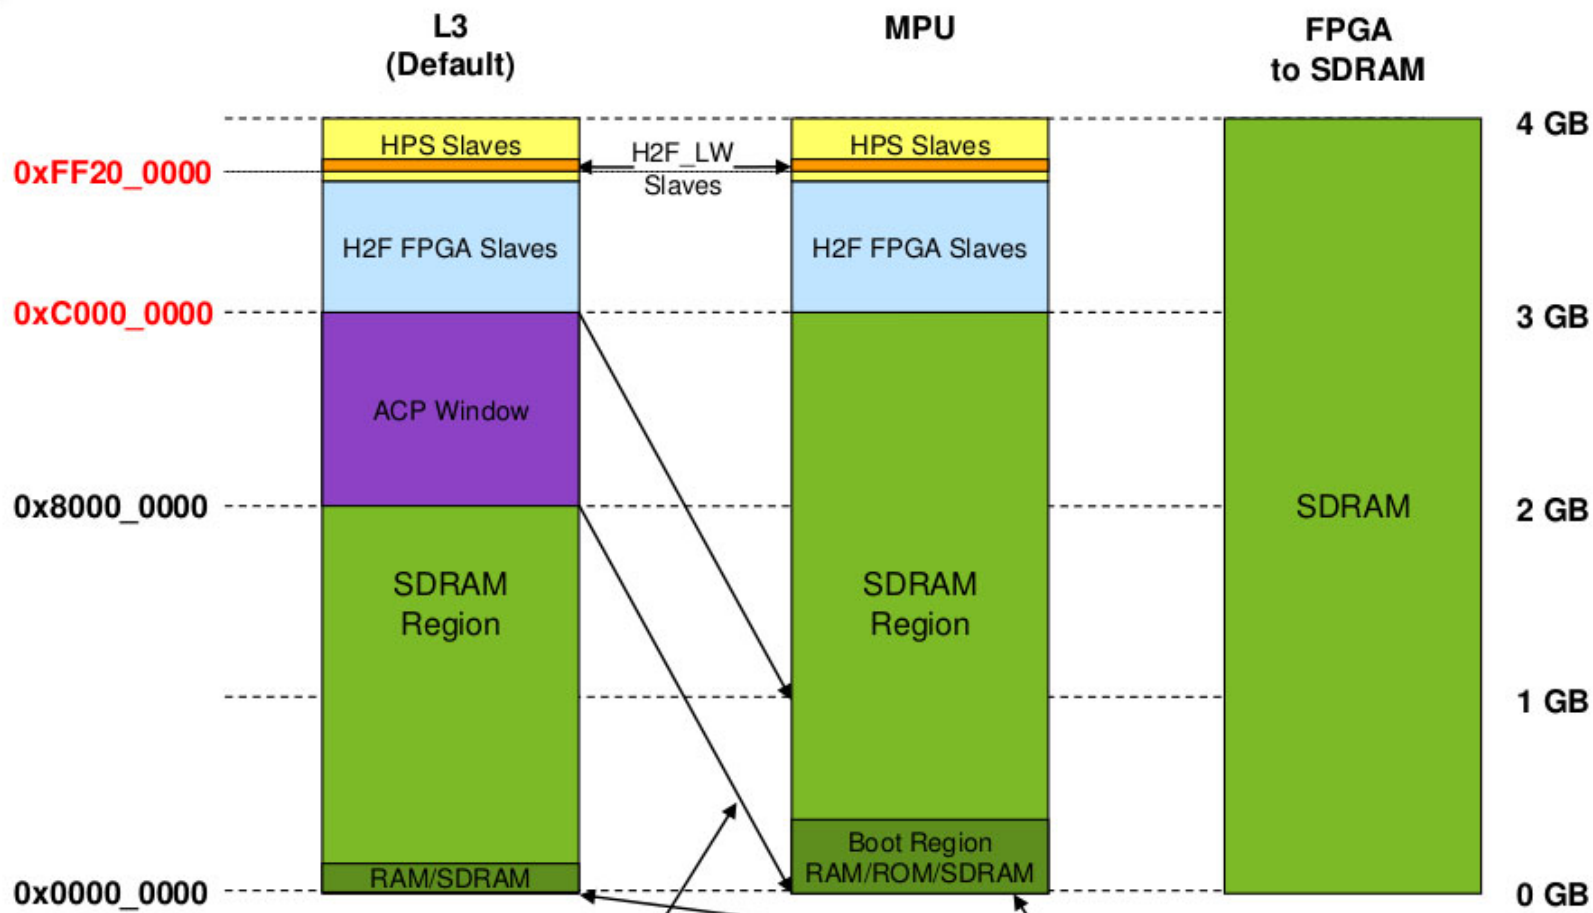 L3
(Default)
MPU
FPGA
to SDRAM
4 GB
HPS Slaves
H2F_LW
Slaves
HPS Slaves
0xFF20_0000
H2F FPGA Slaves
H2F FPGA Slaves
0xC000_0000
3 GB
ACP Window
0x8000_0000
SDRAM
2 GB
SDRAM
Region
SDRAM
Region
1 GB
Boot Region
RAM/ROM/SDRAM
RAM/SDRAM
0x0000_0000
0 GB